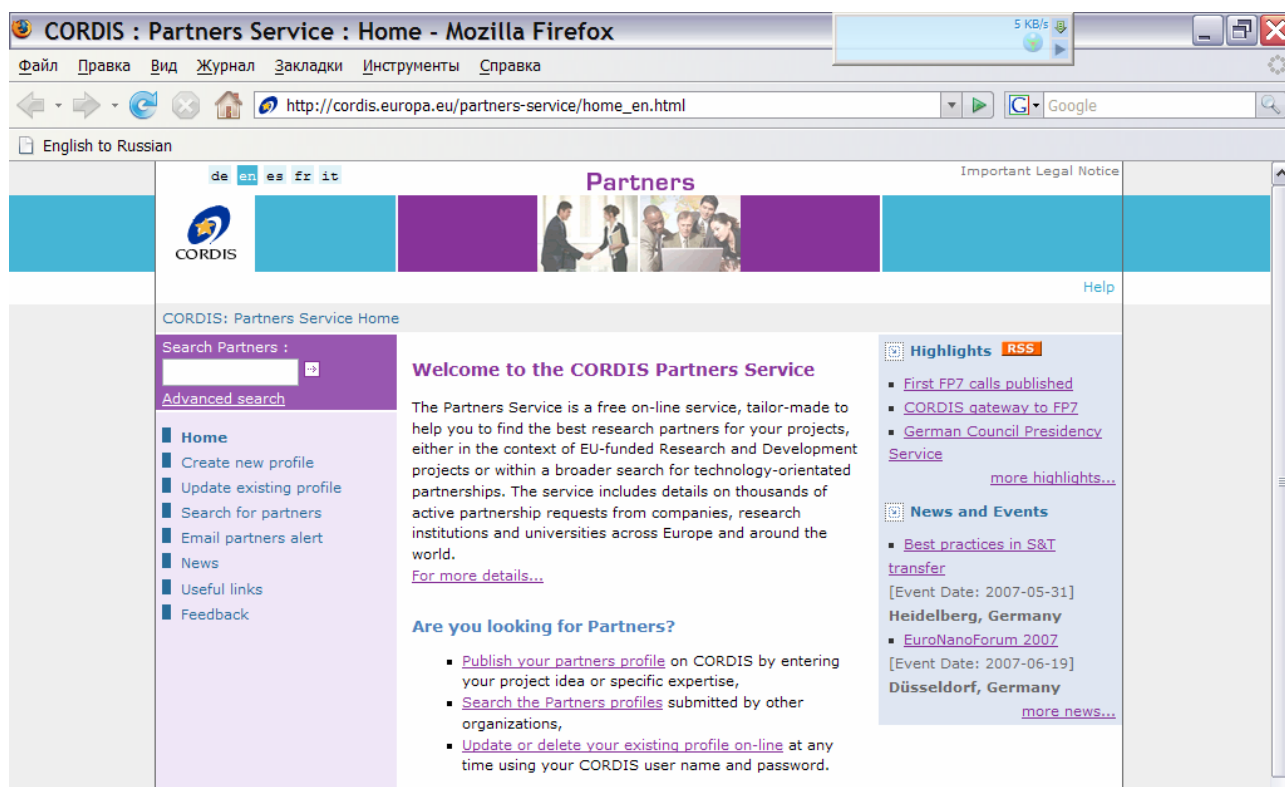 CORDIS : Partners Service : Home - Mozilla Firefox
5 KB/s
Файл Правка Вид Журнал Закладки Инструменты Справка
http://cordis.europa.eu/partners-service/home_en.html
G Google
English to Russian
de en es fr it
Partners
Important Legal Notice
CORDIS
Help
CORDIS: Partners Service Home
Search Partners :
Advanced search
Home
Create new profile
Update existing profile
Search for partners
Email partners alert
News
Useful links
Feedback
Welcome to the CORDIS Partners Service
The Partners Service is a free on-line service, tailor-made to
help you to find the best research partners for your projects,
either in the context of EU-funded Research and Development
projects or within a broader search for technology-orientated
partnerships. The service includes details on thousands of
active partnership requests from companies, research
institutions and universities across Europe and around the
world.
For more details...
Are you looking for Partners?
Publish your partners profile on CORDIS by entering
your project idea or specific expertise,
Search the Partners profiles submitted by other
organizations,
Update or delete your existing profile on-line at any
time using your CORDIS user name and password.
Highlights RSS
First FP7 calls published
CORDIS gateway to FP7
German Council Presidency
Service
more highlights...
News and Events
Best practices in S&T
transfer
[Event Date: 2007-05-31]
Heidelberg, Germany
EuroNanoForum 2007
[Event Date: 2007-06-19]
Düsseldorf, Germany
more news...